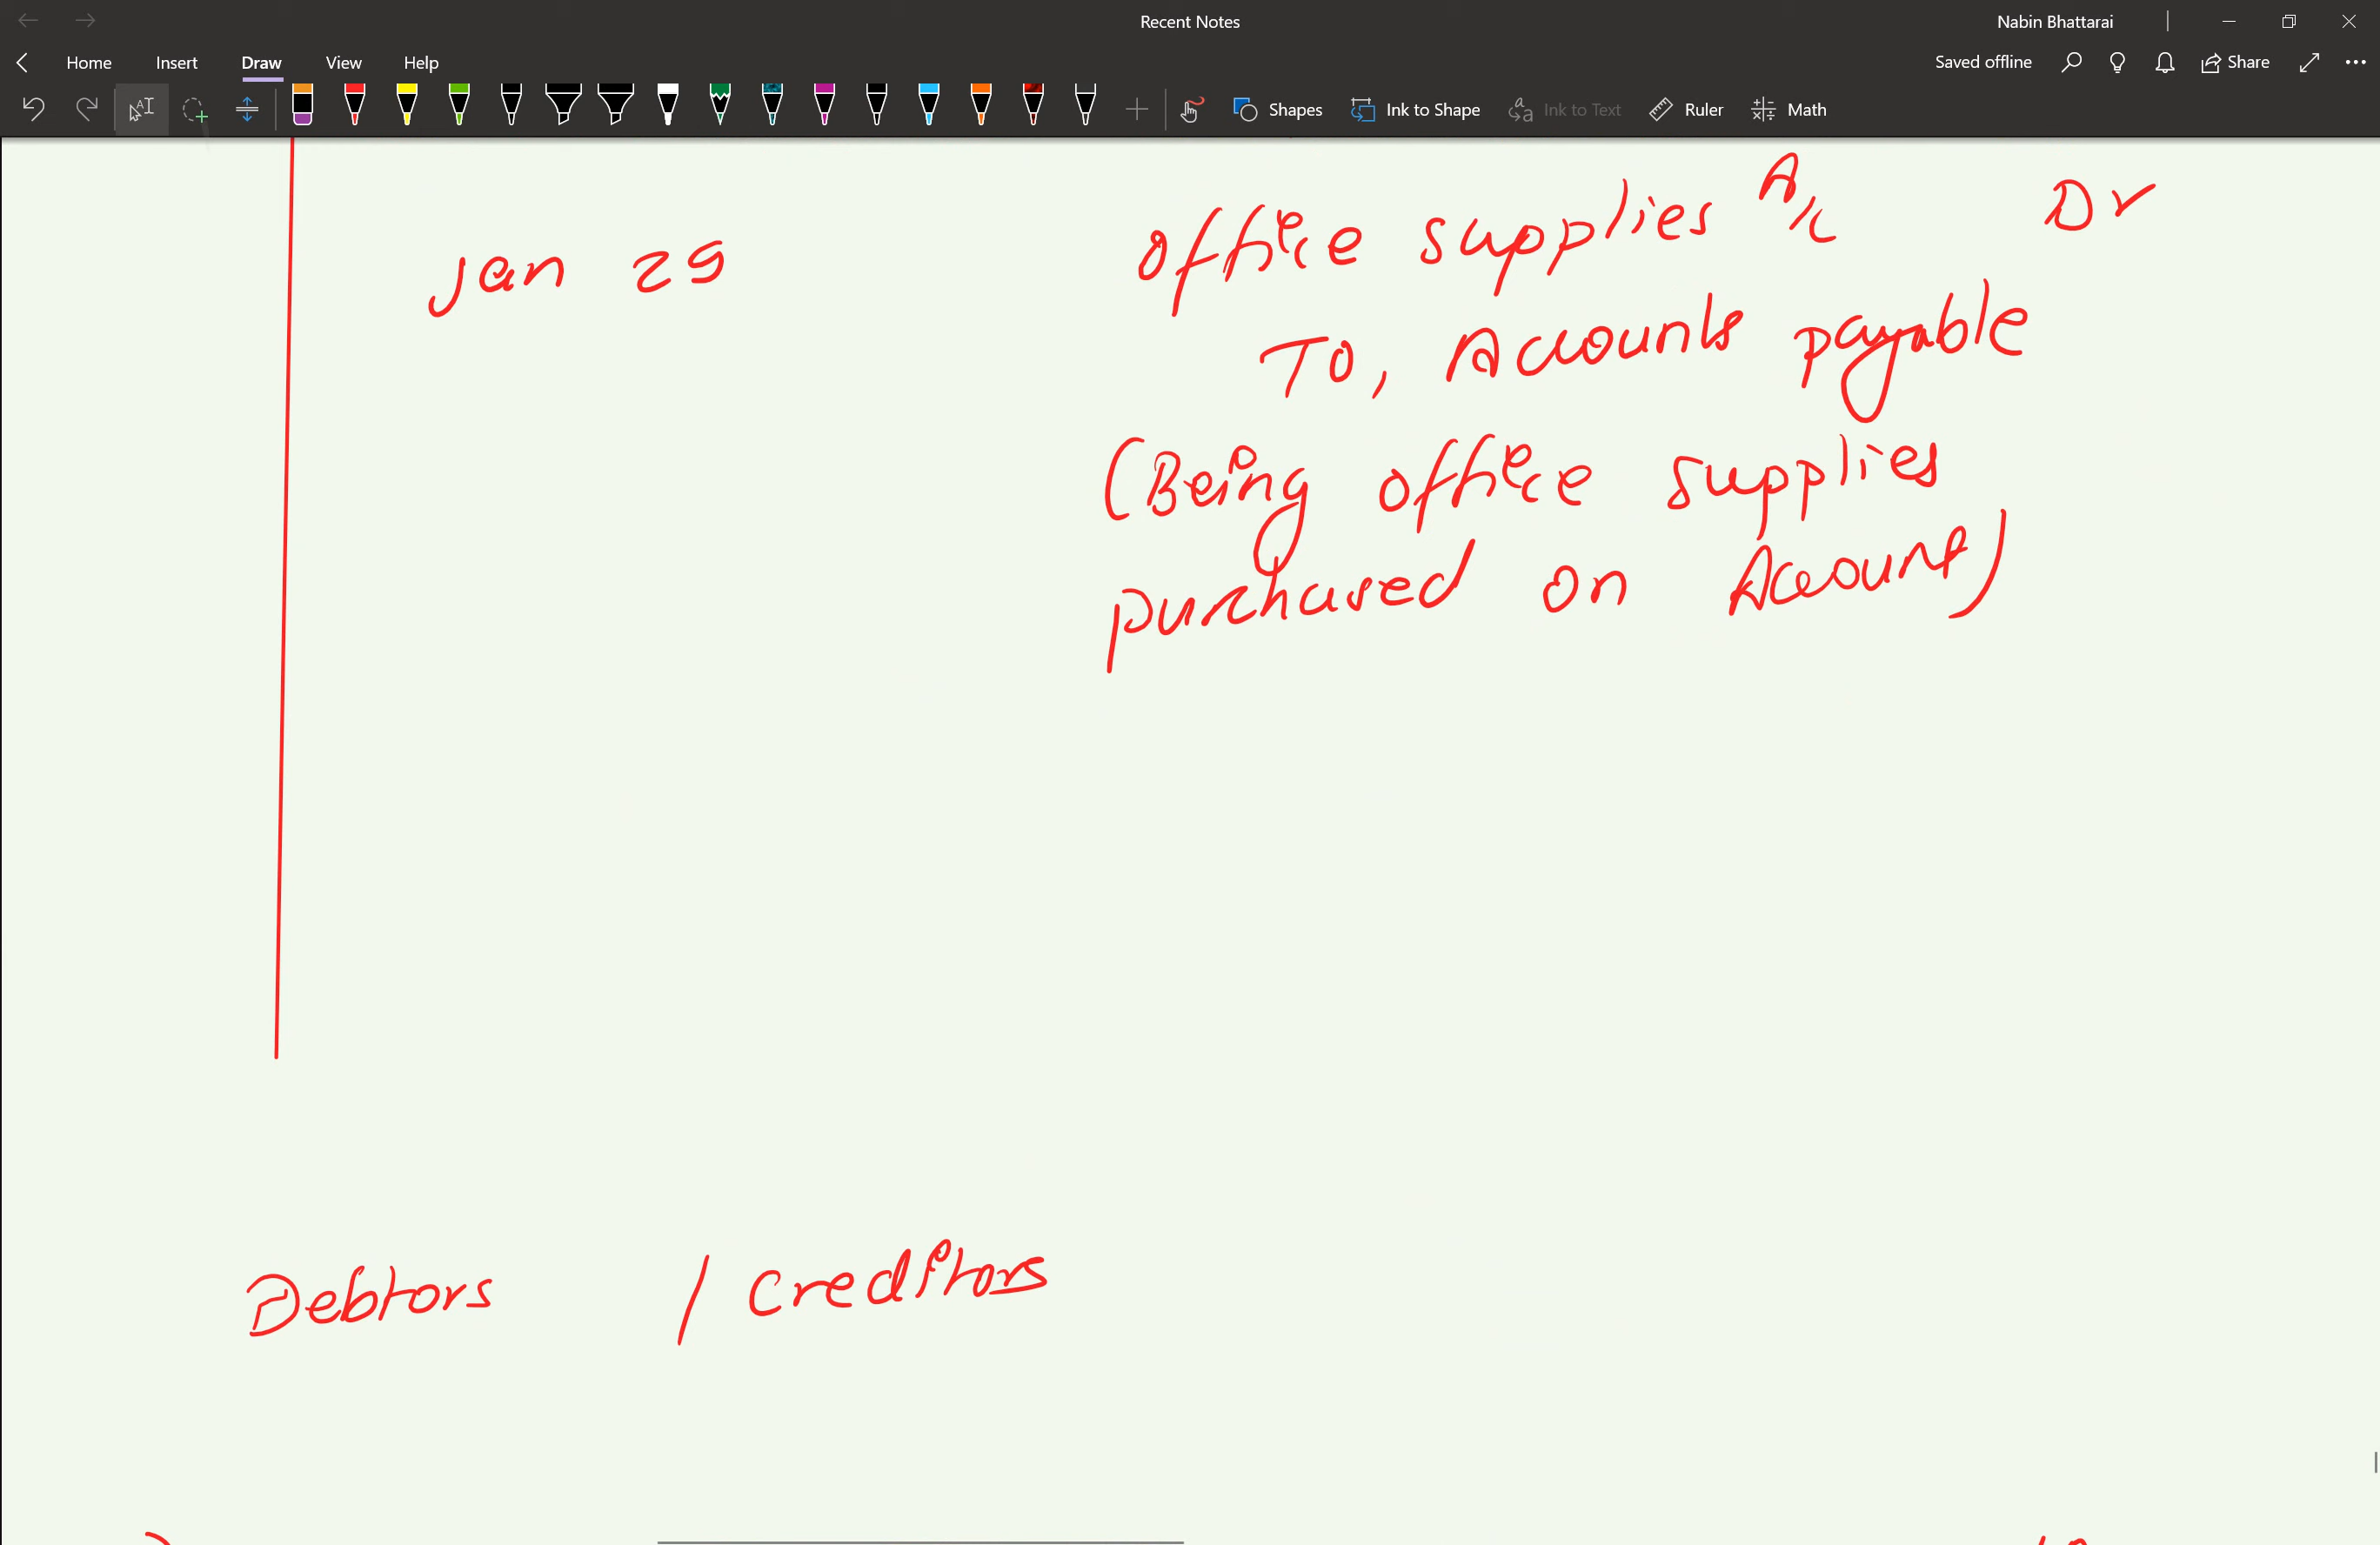 Recent Notes Nabin Bhattarai
Home Insert Draw View Help Saved offline Share
Shapes Ink to Shape Ink to Text Ruler Math
Jan 29 office supplies A/c Dr
To, Accounts payable
(Being office supplies
purchased on Account)
Debtors / Creditors